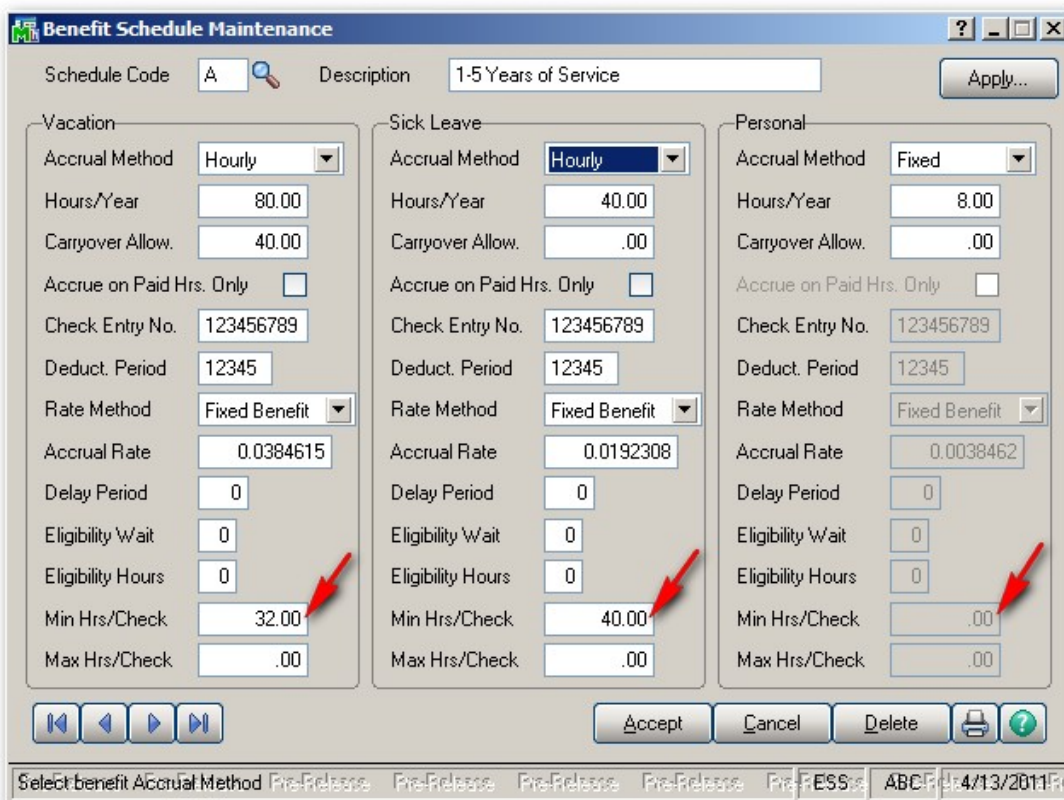 Benefit Schedule Maintenance
Schedule Code A Description 1-5 Years of Service Apply...
Vacation Sick Leave Personal
Accrual Method Hourly Accrual Method Hourly Accrual Method Fixed
Hours/Year 80.00 Hours/Year 40.00 Hours/Year 8.00
Carryover Allow. 40.00 Carryover Allow. .00 Carryover Allow. .00
Accrue on Paid Hrs. Only Accrue on Paid Hrs. Only Accrue on Paid Hrs. Only
Check Entry No. 123456789 Check Entry No. 123456789 Check Entry No. 123456789
Deduct. Period 12345 Deduct. Period 12345 Deduct. Period 12345
Rate Method Fixed Benefit Rate Method Fixed Benefit Rate Method Fixed Benefit
Accrual Rate 0.0384615 Accrual Rate 0.0192308 Accrual Rate 0.0038462
Delay Period 0 Delay Period 0 Delay Period 0
Eligibility Wait 0 Eligibility Wait 0 Eligibility Wait 0
Eligibility Hours 0 Eligibility Hours 0 Eligibility Hours 0
Min Hrs/Check 32.00 Min Hrs/Check 40.00 Min Hrs/Check .00
Max Hrs/Check .00 Max Hrs/Check .00 Max Hrs/Check .00
Accept Cancel Delete
Select benefit Accrual Method Pre-Release Pre-Release Pre-Release Pre-Release ESS ABC 4/13/2011